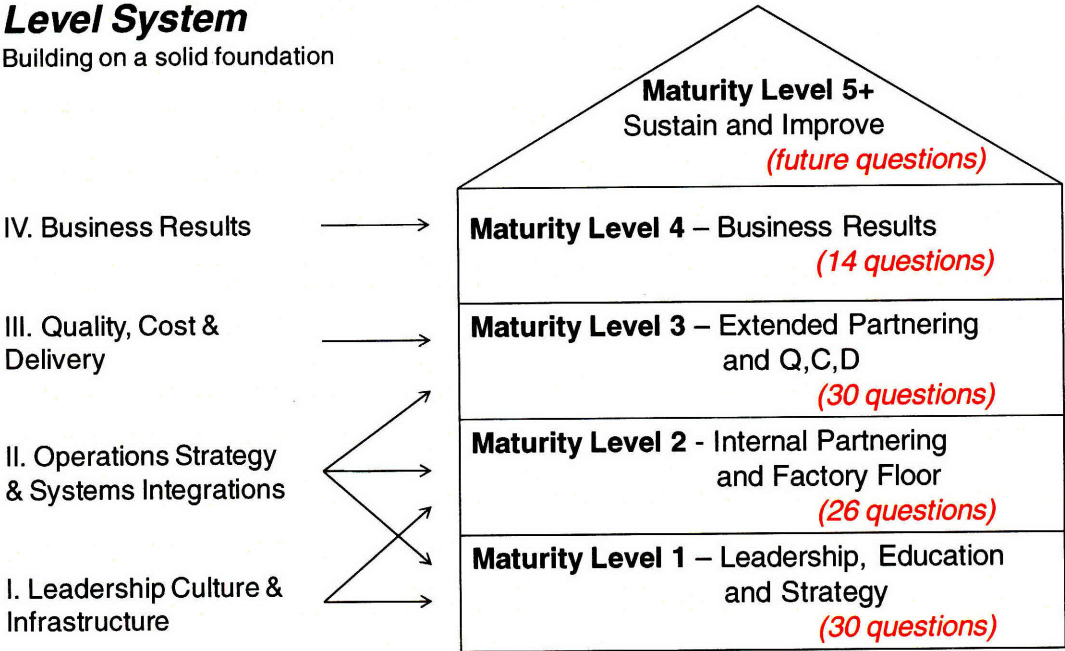 Level System
Building on a solid foundation
Maturity Level 5+
Sustain and Improve
(future questions)
IV. Business Results
Maturity Level 4 – Business Results
(14 questions)
III. Quality, Cost &
Delivery
Maturity Level 3 – Extended Partnering
and Q,C,D
(30 questions)
II. Operations Strategy
& Systems Integrations
Maturity Level 2 - Internal Partnering
and Factory Floor
(26 questions)
I. Leadership Culture &
Infrastructure
Maturity Level 1 – Leadership, Education
and Strategy
(30 questions)